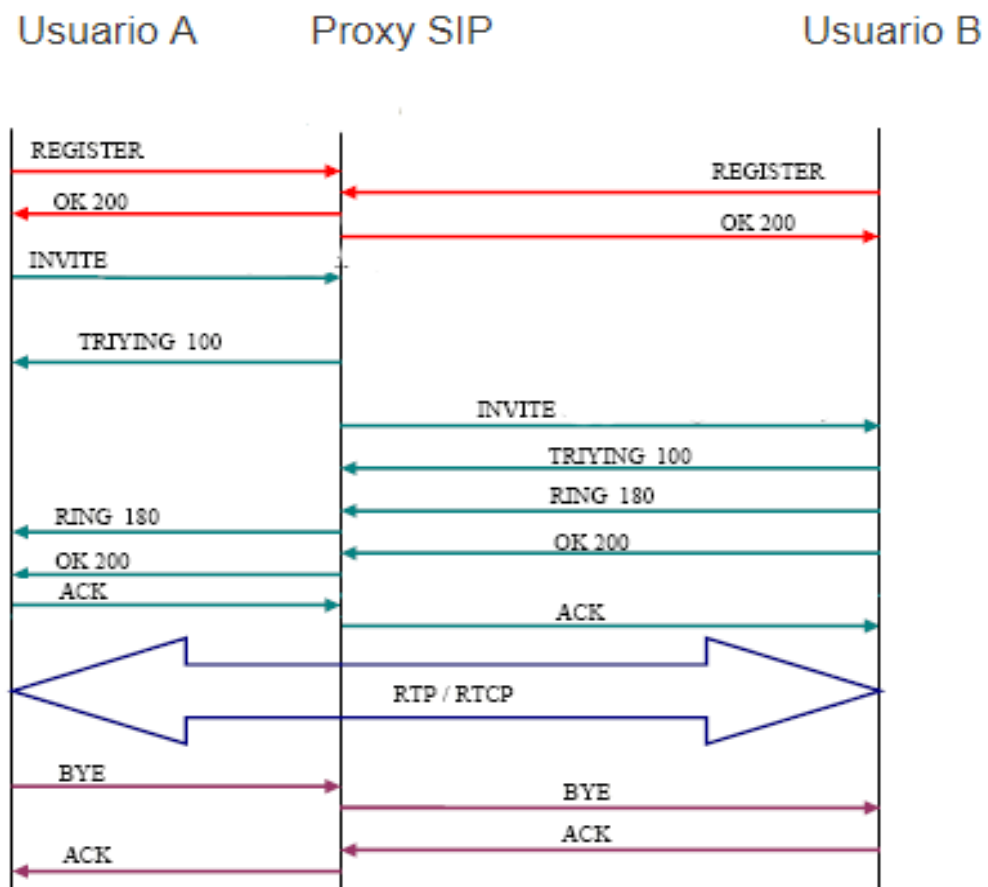 Usuario A
Proxy SIP
Usuario B
REGISTER
REGISTER
OK 200
OK 200
INVITE
TRIYING 100
INVITE
TRIYING 100
RING 180
RING 180
OK 200
OK 200
ACK
ACK
RTP / RTCP
BYE
BYE
ACK
ACK